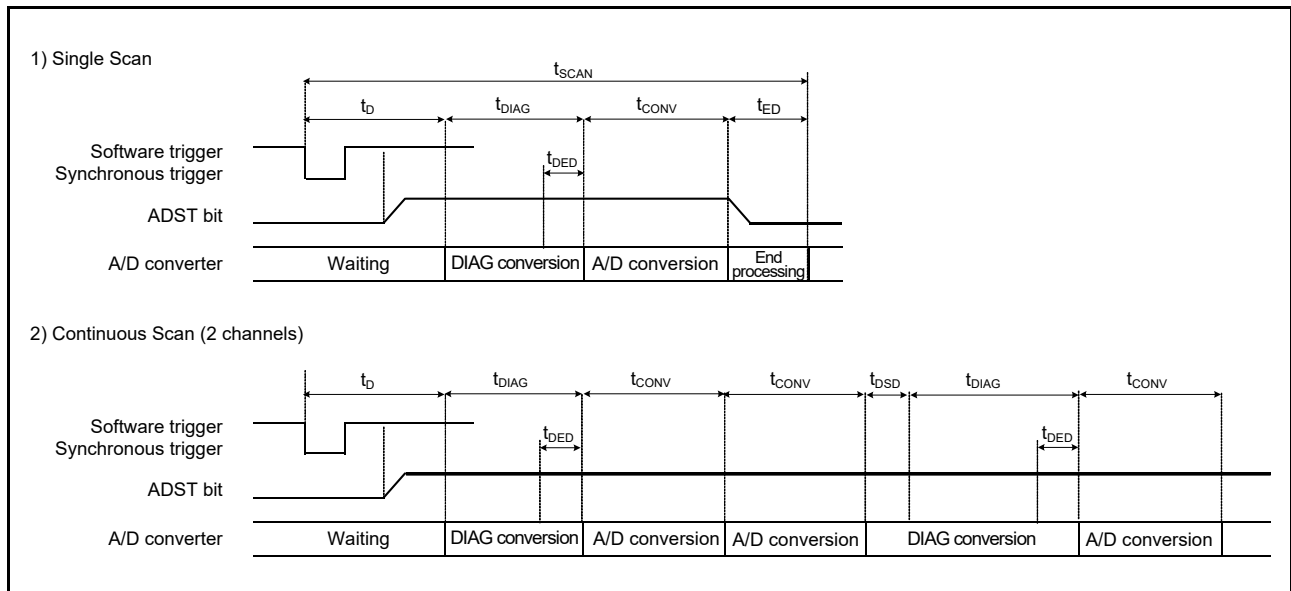 1) Single Scan
tSCAN
tD tDIAG tCONV tED
Software trigger
tDED
Synchronous trigger
ADST bit
A/D converter Waiting DIAG conversion A/D conversion End processing
2) Continuous Scan (2 channels)
tD tDIAG tCONV tCONV tDSD tDIAG tCONV
Software trigger
tDED tDED
Synchronous trigger
ADST bit
A/D converter Waiting DIAG conversion A/D conversion A/D conversion DIAG conversion A/D conversion